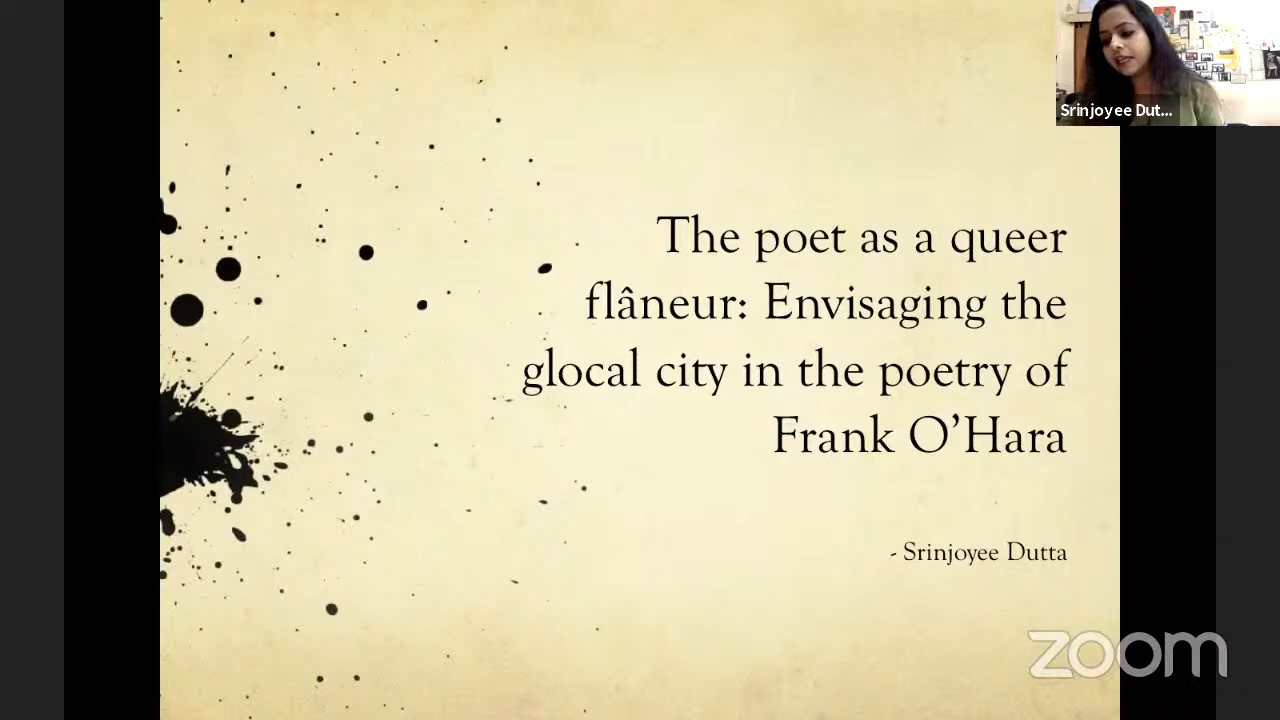 Srinjoyee Dut...
The poet as a queer
flâneur: Envisaging the
glocal city in the poetry of
Frank O’Hara
- Srinjoyee Dutta
zoom